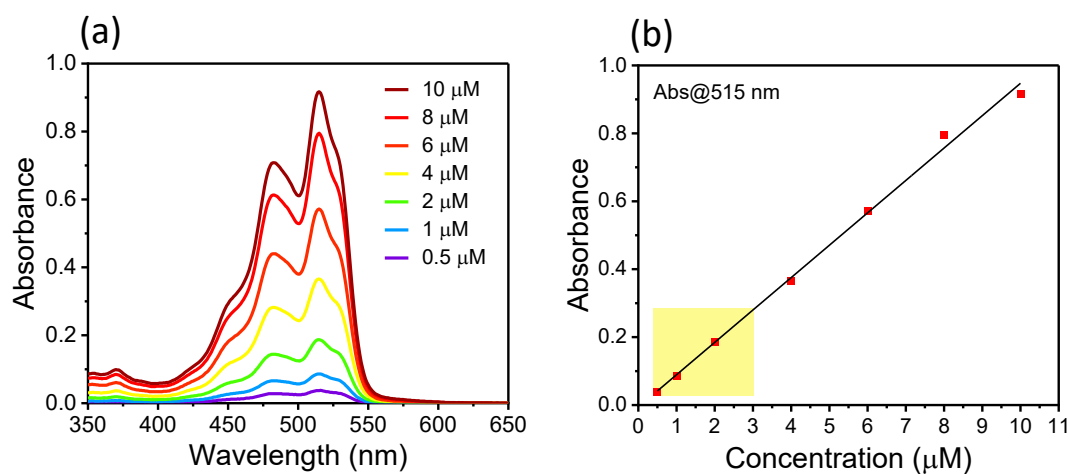 (a)
1.0
0.8
0.6
0.4
0.2
0.0
Absorbance
350 400 450 500 550 600 650
Wavelength (nm)
10 μM
8 μM
6 μM
4 μM
2 μM
1 μM
0.5 μM
(b)
1.0
0.8
0.6
0.4
0.2
0.0
Absorbance
Abs@515 nm
0 1 2 3 4 5 6 7 8 9 10 11
Concentration (μM)